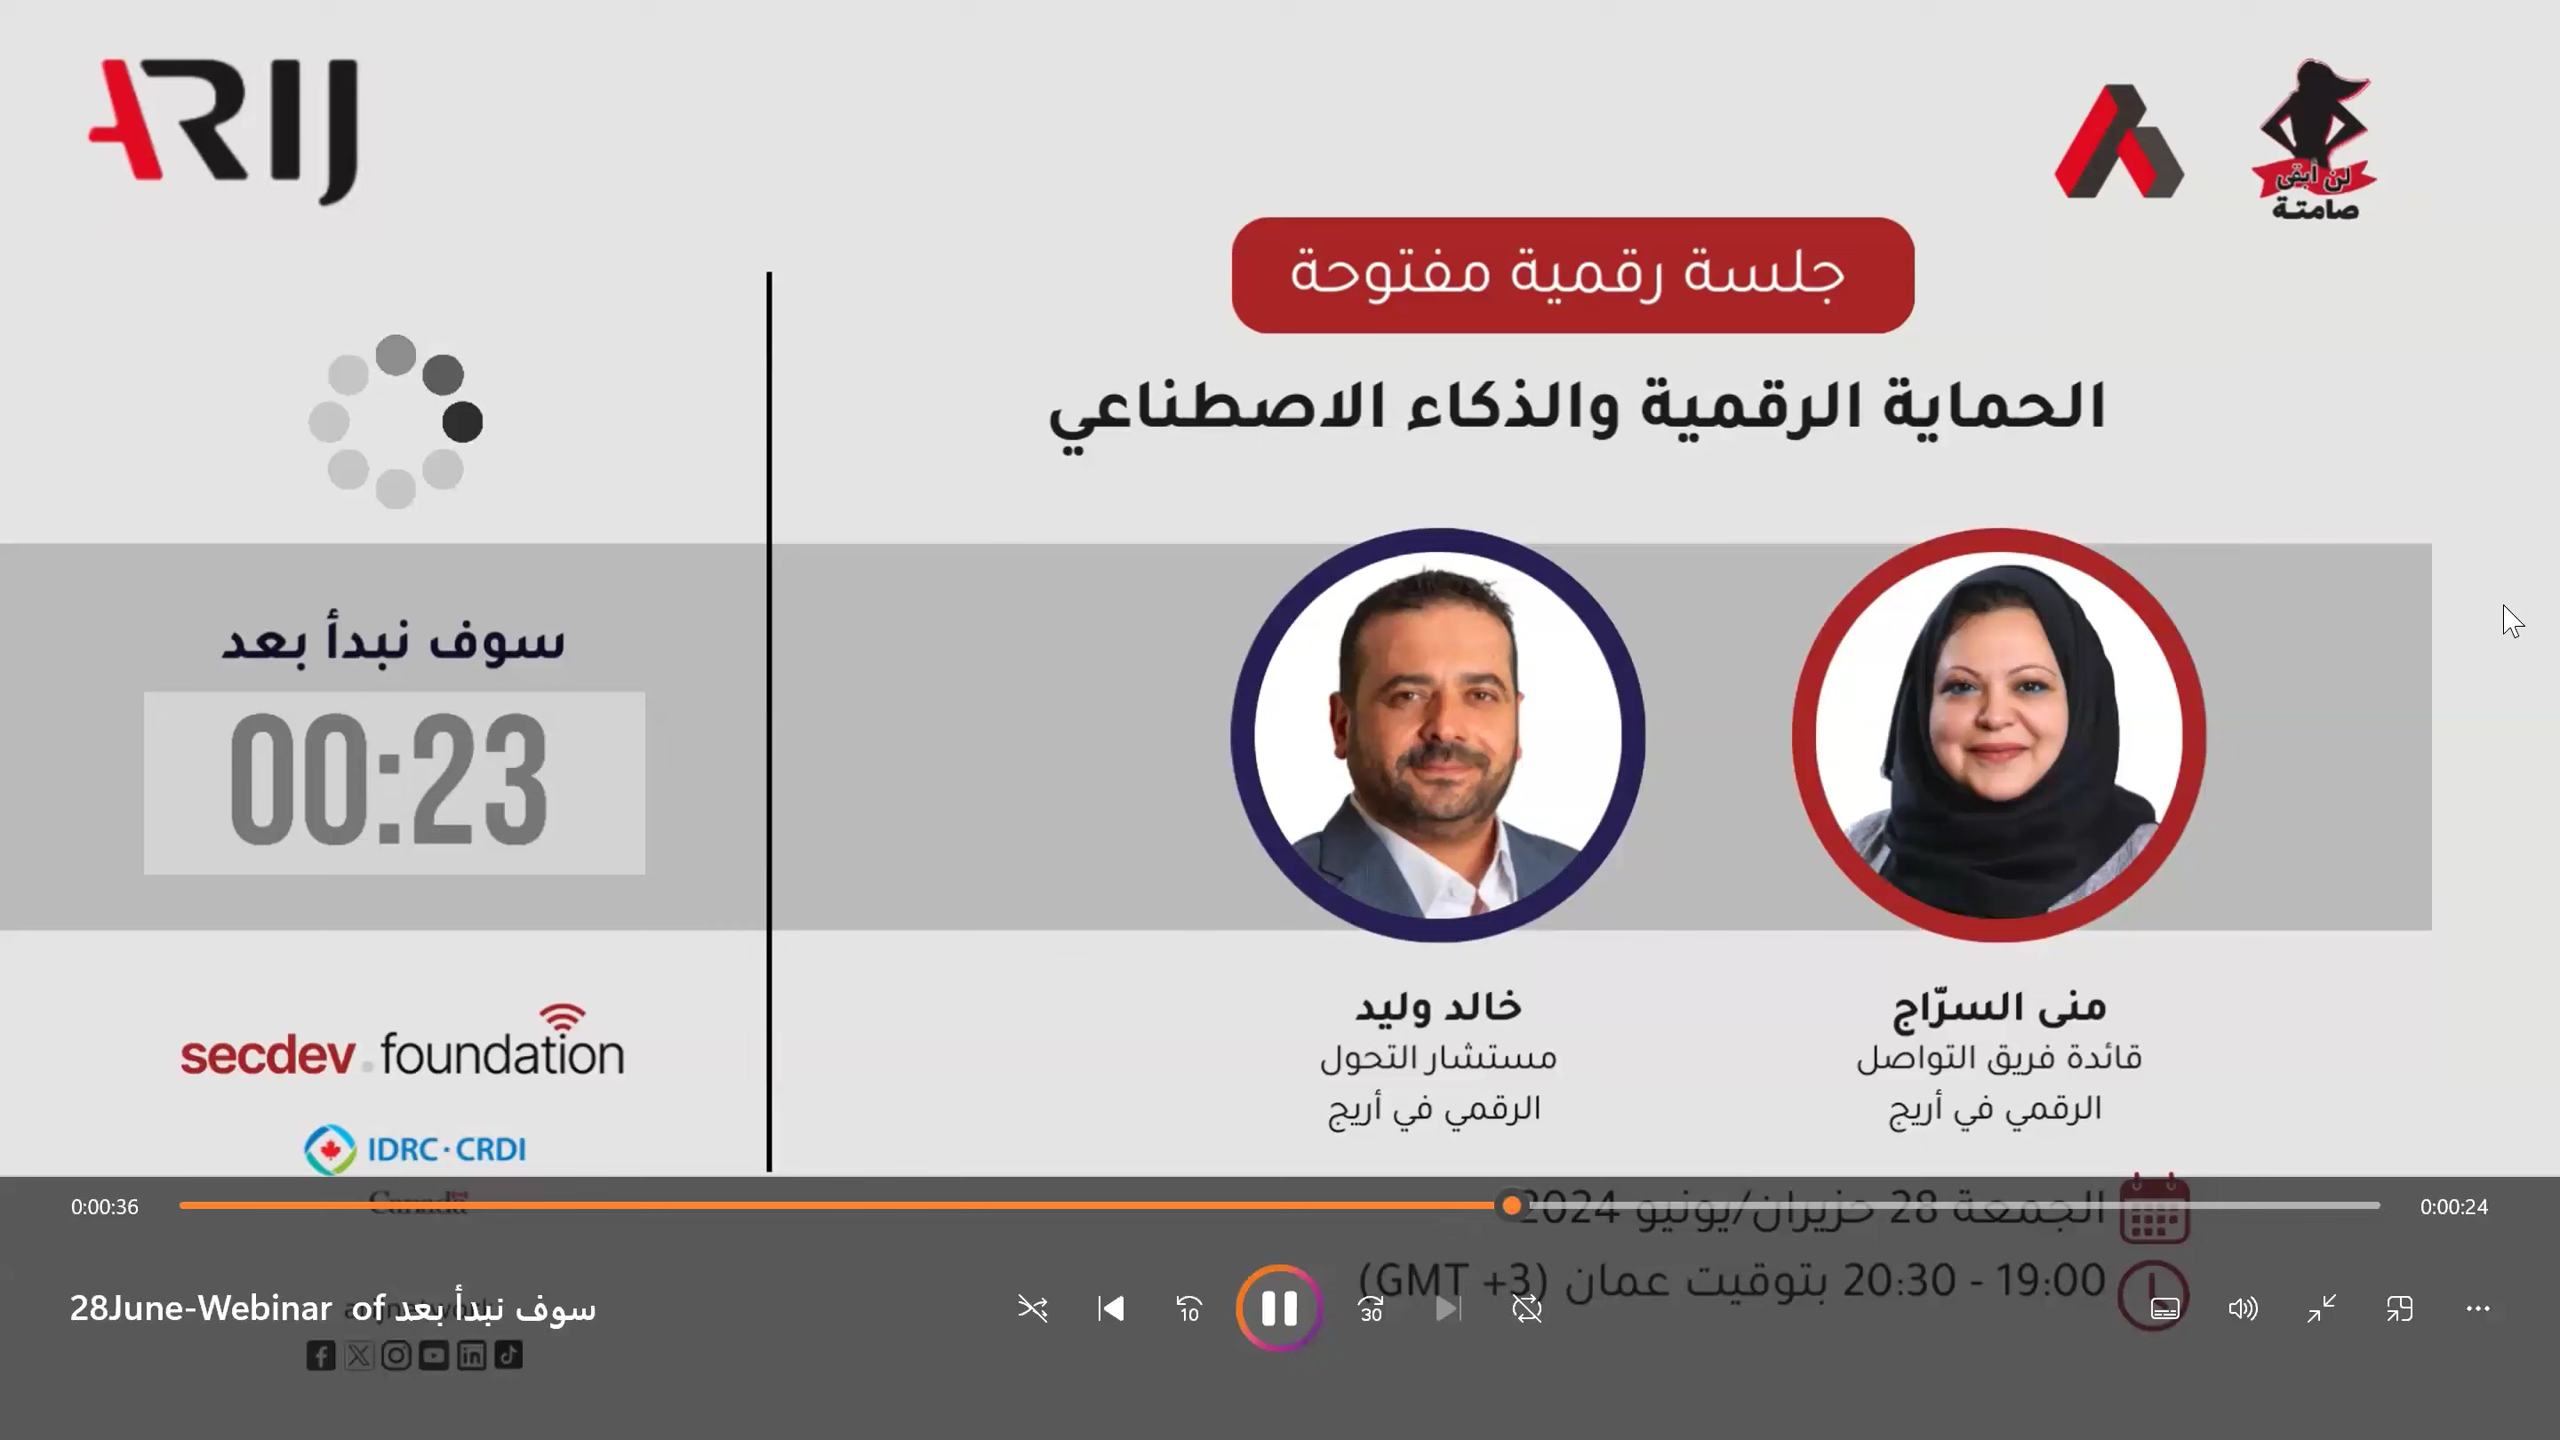 ARIJ
لن أبقى
صامتة
جلسة رقمية مفتوحة
الحماية الرقمية والذكاء الاصطناعي
سوف نبدأ بعد
00:23
منى السرّاج
قائدة فريق التواصل
الرقمي في أريج
خالد وليد
مستشار التحول
الرقمي في أريج
secdev.foundation
IDRC · CRDI
Canada
الجمعة 28 حزيران/يونيو 2024
19:00 - 20:30 بتوقيت عمان (GMT +3)
0:00:36
0:00:24
28June-Webinar of سوف نبدأ بعد
10
30